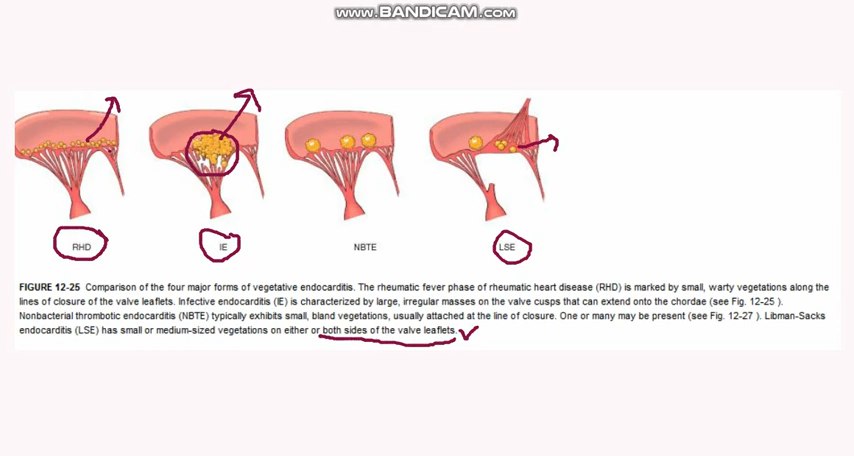 www.BANDICAM.com
RHD IE NBTE LSE
FIGURE 12-25 Comparison of the four major forms of vegetative endocarditis. The rheumatic fever phase of rheumatic heart disease (RHD) is marked by small, warty vegetations along the
lines of closure of the valve leaflets. Infective endocarditis (IE) is characterized by large, irregular masses on the valve cusps that can extend onto the chordae (see Fig. 12-25 ).
Nonbacterial thrombotic endocarditis (NBTE) typically exhibits small, bland vegetations, usually attached at the line of closure. One or many may be present (see Fig. 12-27 ). Libman-Sacks
endocarditis (LSE) has small or medium-sized vegetations on either or both sides of the valve leaflets.